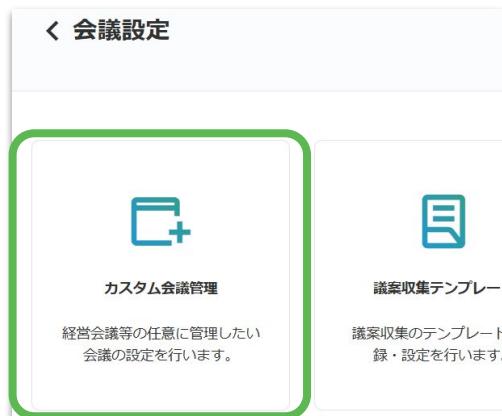 会議設定
カスタム会議管理
経営会議等の任意に管理したい
会議の設定を行います。
議案収集テンプレー
議案収集のテンプレート
録・設定を行います。